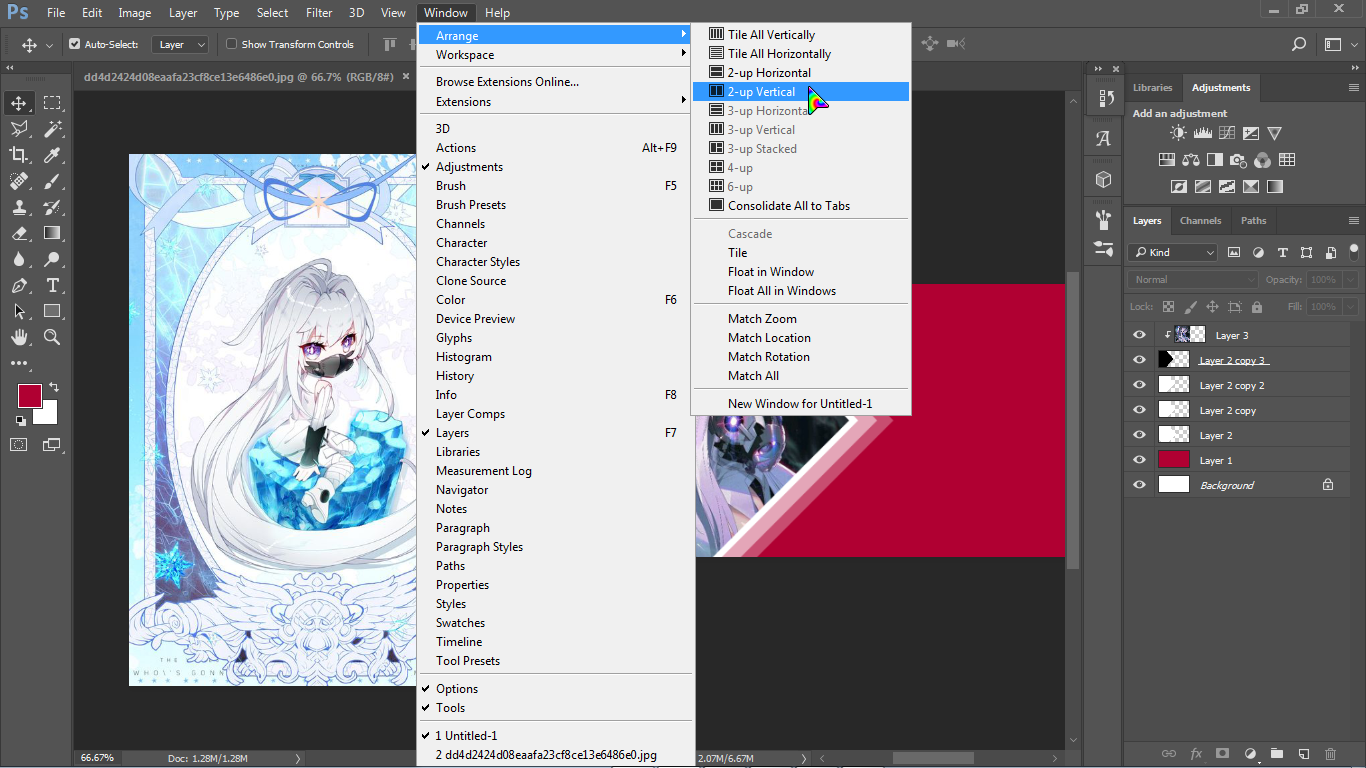 Ps File Edit Image Layer Type Select Filter 3D View Window Help
Auto-Select: Layer Show Transform Controls
dd4d2424d08eaafa23cf8ce13e6486e0.jpg @ 66.7% (RGB/8#)
Arrange
Workspace
Browse Extensions Online...
Extensions
3D
Actions Alt+F9
Adjustments
Brush F5
Brush Presets
Channels
Character
Character Styles
Clone Source
Color F6
Device Preview
Glyphs
Histogram
History
Info F8
Layer Comps
Layers F7
Libraries
Measurement Log
Navigator
Notes
Paragraph
Paragraph Styles
Paths
Properties
Styles
Swatches
Timeline
Tool Presets
Options
Tools
1 Untitled-1
2 dd4d2424d08eaafa23cf8ce13e6486e0.jpg
Tile All Vertically
Tile All Horizontally
2-up Horizontal
2-up Vertical
3-up Horizonta
3-up Vertical
3-up Stacked
4-up
6-up
Consolidate All to Tabs
Cascade
Tile
Float in Window
Float All in Windows
Match Zoom
Match Location
Match Rotation
Match All
New Window for Untitled-1
Libraries Adjustments
Add an adjustment
Layers Channels Paths
Kind
Normal Opacity: 100%
Lock: Fill: 100%
Layer 3
Layer 2 copy 3
Layer 2 copy 2
Layer 2 copy
Layer 2
Layer 1
Background
THE
WHO\'S GONN
66.67% Doc: 1.28M/1.28M
2.07M/6.67M